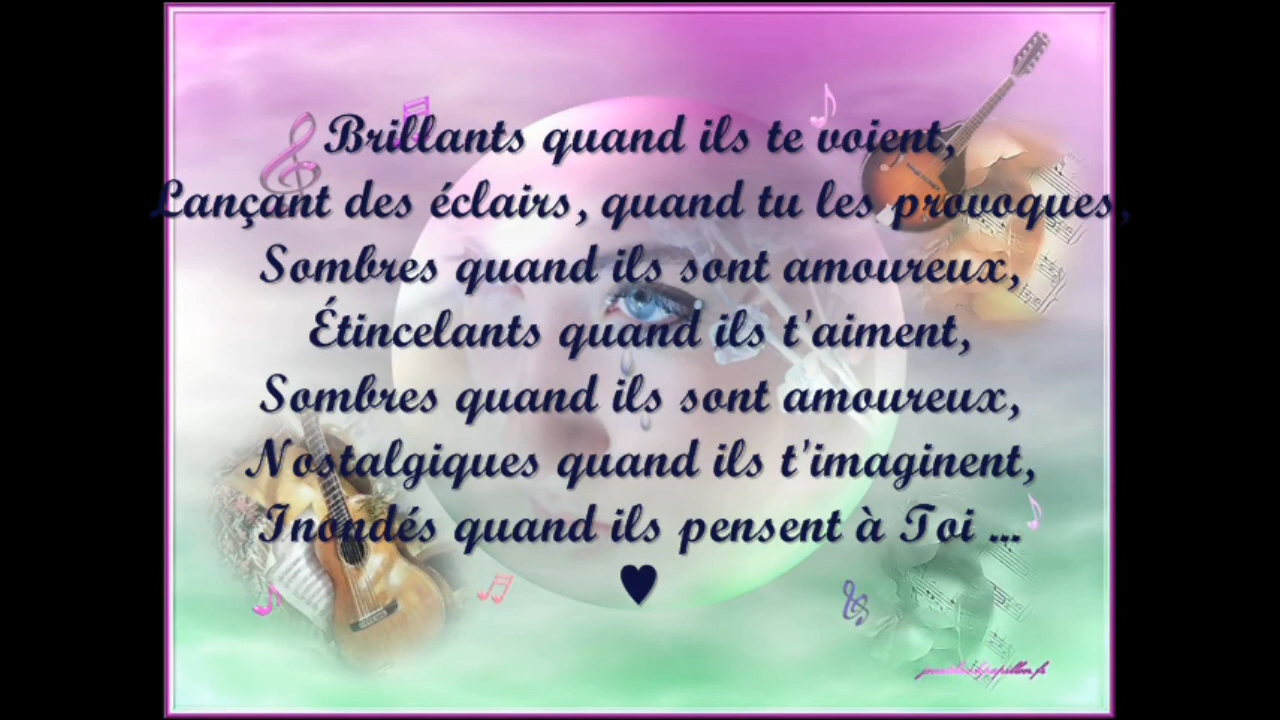 Brillants quand ils te voient,
Lançant des éclairs, quand tu les provoques,
Sombres quand ils sont amoureux,
Étincelants quand ils t'aiment,
Sombres quand ils sont amoureux,
Nostalgiques quand ils t'imaginent,
Inondés quand ils pensent à Toi ...
♥